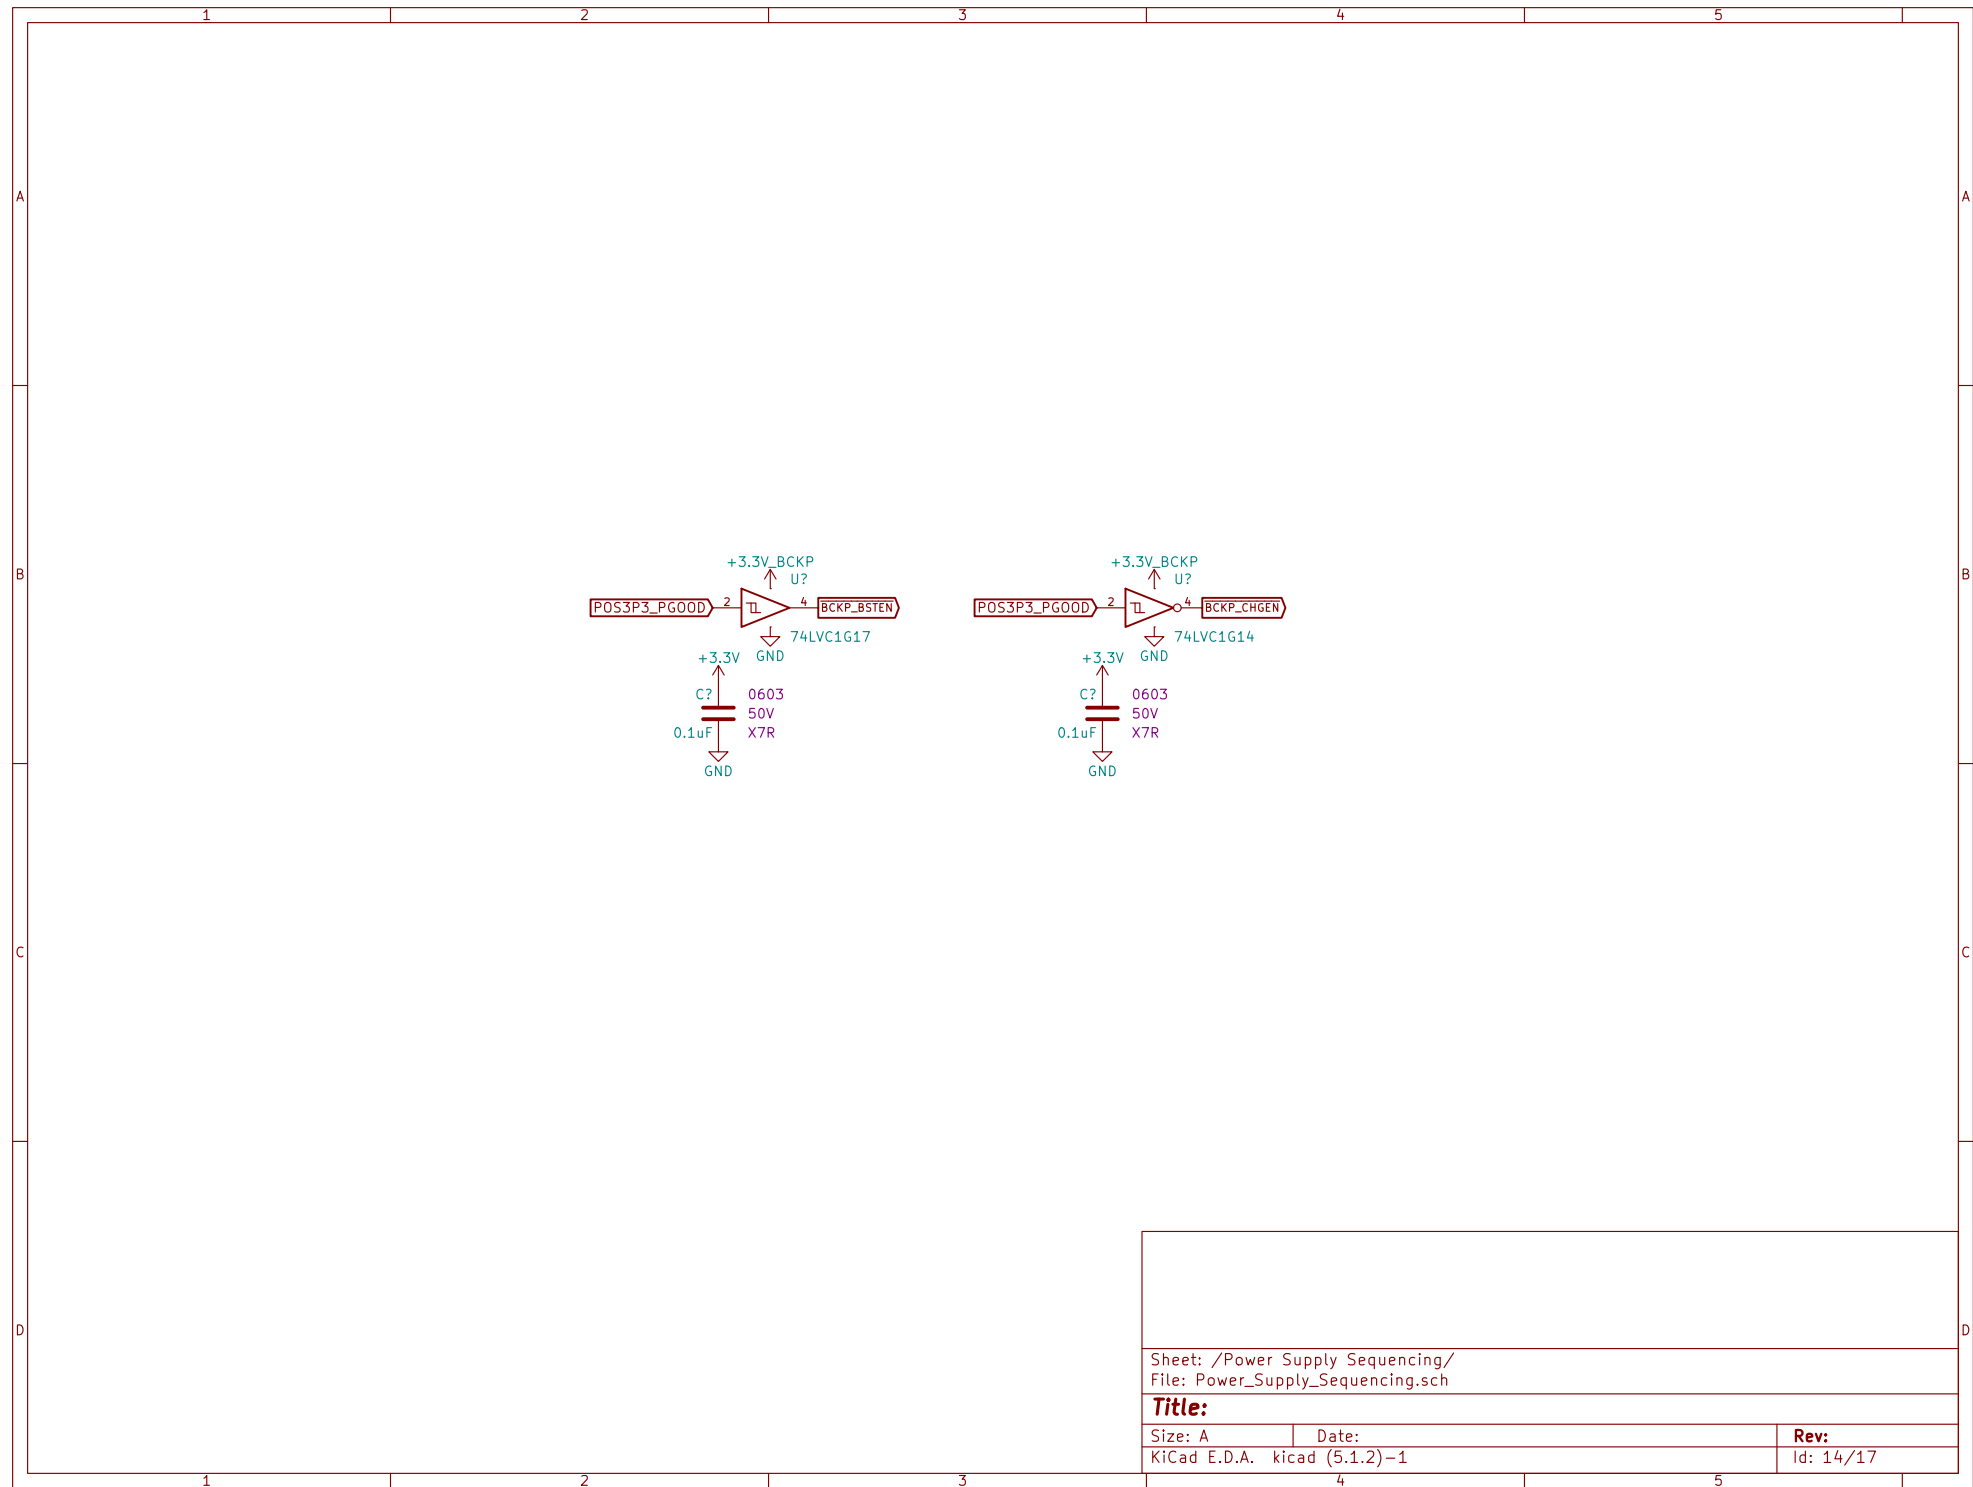 1 2 3 4 5
A A
+3.3V_BCKP +3.3V_BCKP
B U? U? B
POS3P3_PGOOD 2 4 BCKP_BSTEN POS3P3_PGOOD 2 4 BCKP_CHGEN
74LVC1G17 74LVC1G14
GND GND
+3.3V +3.3V
C? 0603 C? 0603
50V 50V
0.1uF X7R 0.1uF X7R
GND GND
C C
D D
Sheet: /Power Supply Sequencing/
File: Power_Supply_Sequencing.sch
Title:
Size: A Date: Rev:
KiCad E.D.A. kicad (5.1.2)-1 Id: 14/17
1 2 3 4 5